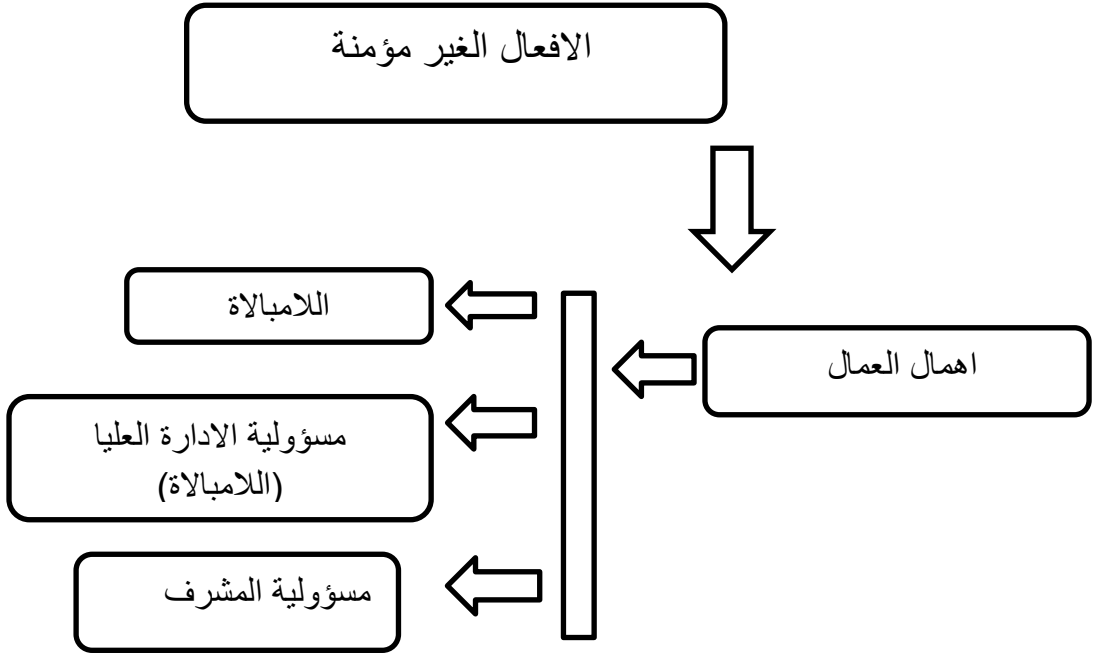 الافعال الغير مؤمنة
اللامبالاة
اهمال العمال
مسؤولية الادارة العليا
(اللامبالاة)
مسؤولية المشرف